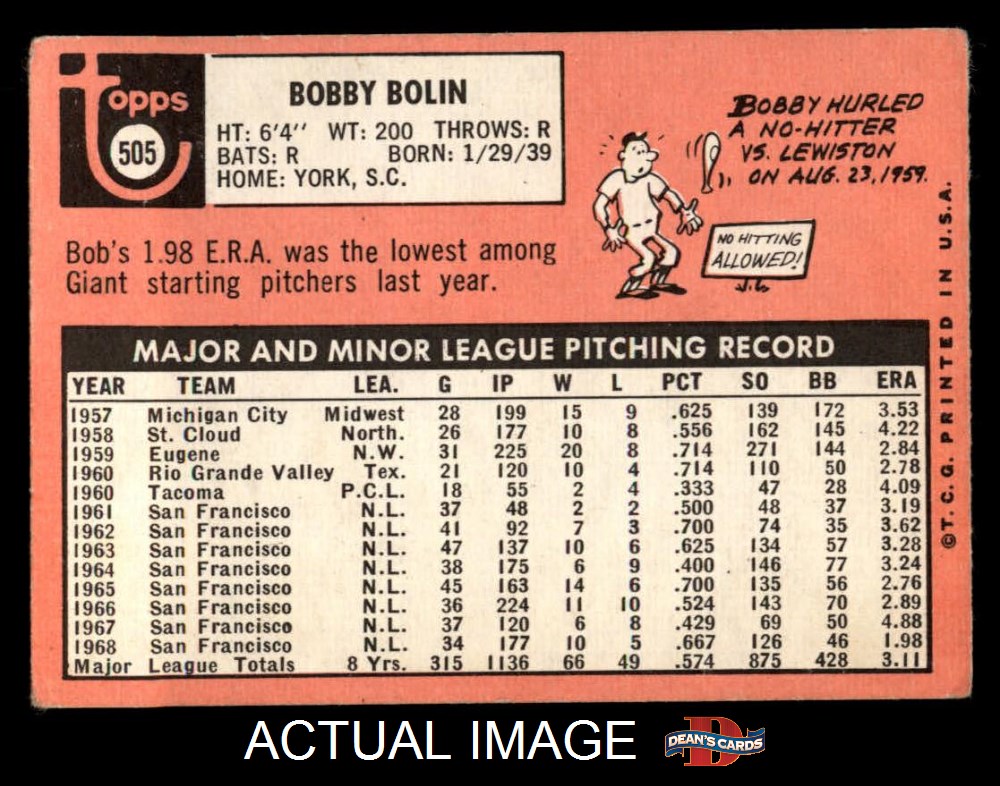 topps
505
BOBBY BOLIN
HT: 6'4" WT: 200 THROWS: R
BATS: R BORN: 1/29/39
HOME: YORK, S.C.
BOBBY HURLED
A NO-HITTER
VS. LEWISTON
ON AUG. 23, 1959.
NO HITTING
ALLOWED!
Bob's 1.98 E.R.A. was the lowest among
Giant starting pitchers last year.
MAJOR AND MINOR LEAGUE PITCHING RECORD
YEAR TEAM LEA. G IP W L PCT SO BB ERA
1957 Michigan City Midwest 28 199 15 9 .625 139 172 3.53
1958 St. Cloud North. 26 177 10 8 .556 162 145 4.22
1959 Eugene N.W. 31 225 20 8 .714 271 144 2.84
1960 Rio Grande Valley Tex. 21 120 10 4 .714 110 50 2.78
1960 Tacoma P.C.L. 18 55 2 4 .333 47 28 4.09
1961 San Francisco N.L. 37 48 2 2 .500 48 37 3.19
1962 San Francisco N.L. 41 92 7 3 .700 74 35 3.62
1963 San Francisco N.L. 47 137 10 6 .625 134 57 3.28
1964 San Francisco N.L. 38 175 6 9 .400 146 77 3.24
1965 San Francisco N.L. 45 163 14 6 .700 135 56 2.76
1966 San Francisco N.L. 36 224 11 10 .524 143 70 2.89
1967 San Francisco N.L. 37 120 6 8 .429 69 50 4.88
1968 San Francisco N.L. 34 177 10 5 .667 126 46 1.98
Major League Totals 8 Yrs. 315 1136 66 49 .574 875 428 3.11
©T.C.G. PRINTED IN U.S.A.
ACTUAL IMAGE
D
DEAN'S CARDS